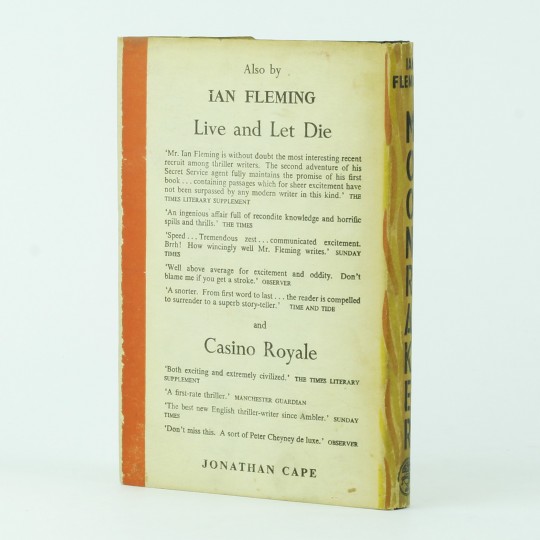 Also by
IAN FLEMING
Live and Let Die
'Mr. Ian Fleming is without doubt the most interesting recent
recruit among thriller writers. The second adventure of his
Secret Service agent fully maintains the promise of his first
book . . . containing passages which for sheer excitement have
not been surpassed by any modern writer in this kind.' THE
TIMES LITERARY SUPPLEMENT
'An ingenious affair full of recondite knowledge and horrific
spills and thrills.' THE TIMES
'Speed . . . Tremendous zest . . . communicated excitement.
Brrh! How wincingly well Mr. Fleming writes.' SUNDAY
TIMES
'Well above average for excitement and oddity. Don't
blame me if you get a stroke.' OBSERVER
'A snorter. From first word to last . . . the reader is compelled
to surrender to a superb story-teller.' TIME AND TIDE
and
Casino Royale
'Both exciting and extremely civilized.' THE TIMES LITERARY
SUPPLEMENT
'A first-rate thriller.' MANCHESTER GUARDIAN
'The best new English thriller-writer since Ambler.' SUNDAY
TIMES
'Don't miss this. A sort of Peter Cheyney de luxe.' OBSERVER
JONATHAN CAPE
IAN
FLEMING
MOONRAKER